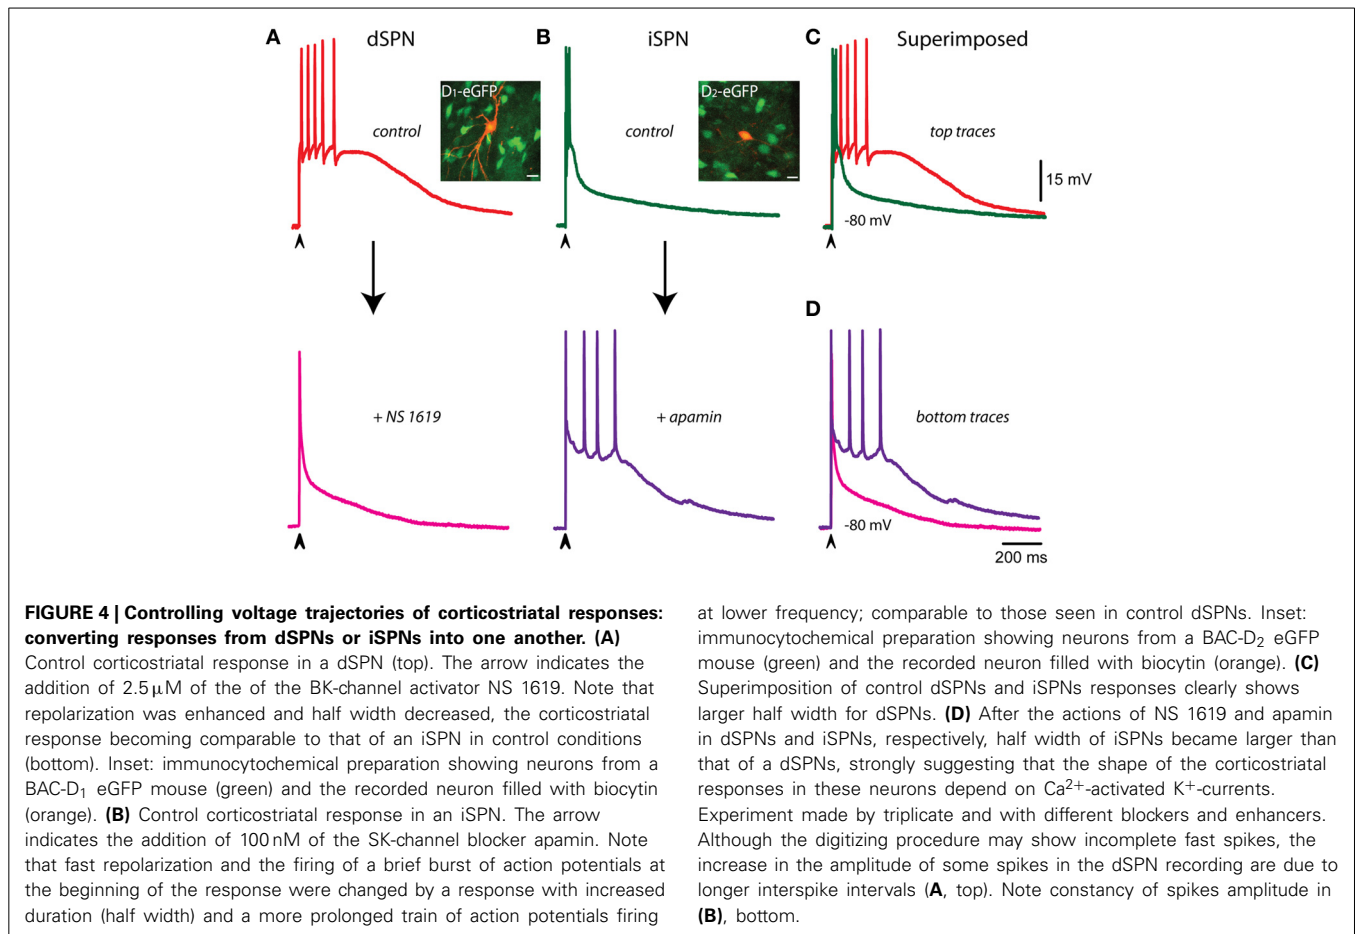 A
dSPN
B
iSPN
C
Superimposed
D1-eGFP
control
D2-eGFP
control
top traces
15 mV
-80 mV
D
+ NS 1619
+ apamin
bottom traces
-80 mV
200 ms
FIGURE 4 | Controlling voltage trajectories of corticostriatal responses:
converting responses from dSPNs or iSPNs into one another. (A)
Control corticostriatal response in a dSPN (top). The arrow indicates the
addition of 2.5 μM of the of the BK-channel activator NS 1619. Note that
repolarization was enhanced and half width decreased, the corticostriatal
response becoming comparable to that of an iSPN in control conditions
(bottom). Inset: immunocytochemical preparation showing neurons from a
BAC-D1 eGFP mouse (green) and the recorded neuron filled with biocytin
(orange). (B) Control corticostriatal response in an iSPN. The arrow
indicates the addition of 100 nM of the SK-channel blocker apamin. Note
that fast repolarization and the firing of a brief burst of action potentials at
the beginning of the response were changed by a response with increased
duration (half width) and a more prolonged train of action potentials firing
at lower frequency; comparable to those seen in control dSPNs. Inset:
immunocytochemical preparation showing neurons from a BAC-D2 eGFP
mouse (green) and the recorded neuron filled with biocytin (orange). (C)
Superimposition of control dSPNs and iSPNs responses clearly shows
larger half width for dSPNs. (D) After the actions of NS 1619 and apamin
in dSPNs and iSPNs, respectively, half width of iSPNs became larger than
that of a dSPNs, strongly suggesting that the shape of the corticostriatal
responses in these neurons depend on Ca2+-activated K+-currents.
Experiment made by triplicate and with different blockers and enhancers.
Although the digitizing procedure may show incomplete fast spikes, the
increase in the amplitude of some spikes in the dSPN recording are due to
longer interspike intervals (A, top). Note constancy of spikes amplitude in
(B), bottom.